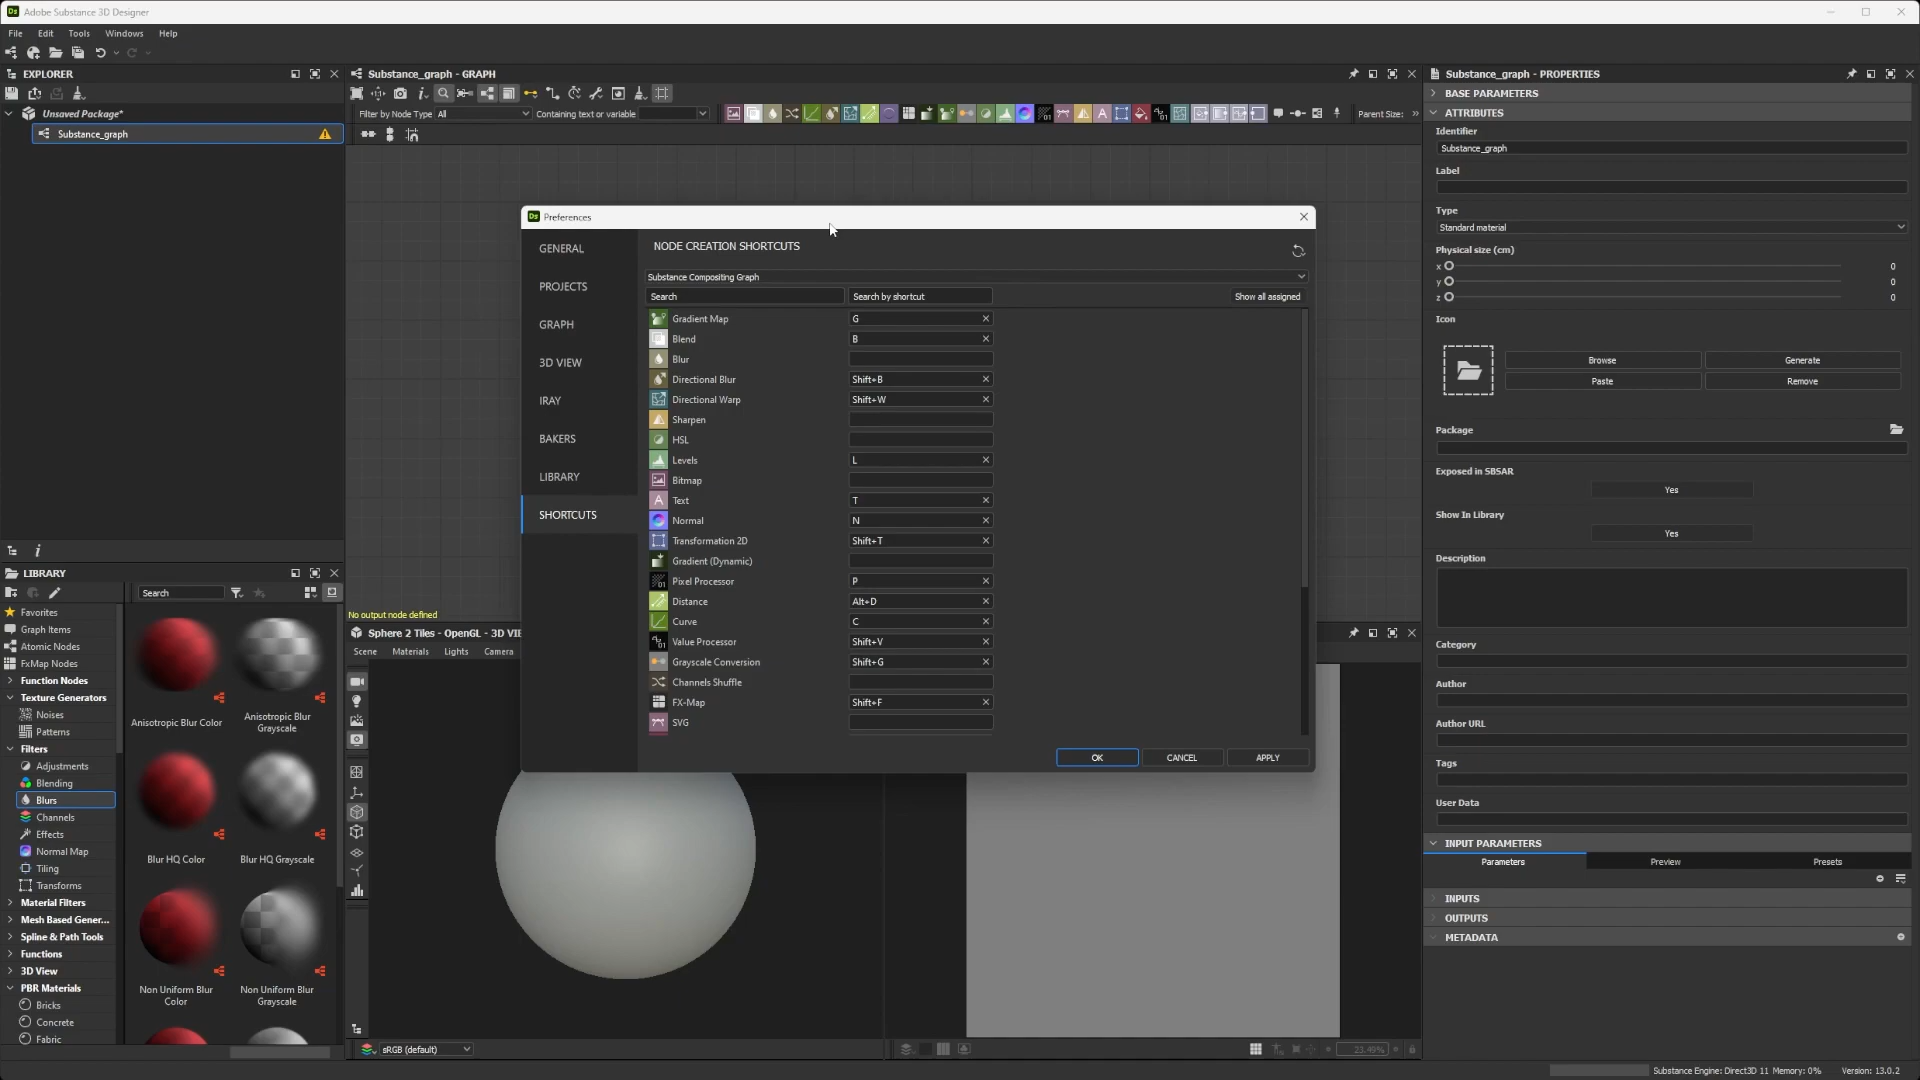 Adobe Substance 3D Designer
File Edit Tools Windows Help
EXPLORER
Unsaved Package*
Substance_graph
Substance_graph - GRAPH
Filter by Node Type All Containing text or variable
Parent Size: »
No output node defined
Sphere 2 Tiles - OpenGL - 3D VIE
Scene Materials Lights Camera
sRGB (default)
23.49%
LIBRARY
Search
Favorites
Graph Items
Atomic Nodes
FxMap Nodes
Function Nodes
Texture Generators
Noises
Patterns
Filters
Adjustments
Blending
Blurs
Channels
Effects
Normal Map
Tiling
Transforms
Material Filters
Mesh Based Gener...
Spline & Path Tools
Functions
3D View
PBR Materials
Bricks
Concrete
Fabric
Anisotropic Blur Color
Anisotropic Blur
Grayscale
Blur HQ Color
Blur HQ Grayscale
Non Uniform Blur
Color
Non Uniform Blur
Grayscale
Preferences
GENERAL
PROJECTS
GRAPH
3D VIEW
IRAY
BAKERS
LIBRARY
SHORTCUTS
NODE CREATION SHORTCUTS
Substance Compositing Graph
Search Search by shortcut Show all assigned
Gradient Map G
Blend B
Blur
Directional Blur Shift+B
Directional Warp Shift+W
Sharpen
HSL
Levels L
Bitmap
Text T
Normal N
Transformation 2D Shift+T
Gradient (Dynamic)
Pixel Processor P
Distance Alt+D
Curve C
Value Processor Shift+V
Grayscale Conversion Shift+G
Channels Shuffle
FX-Map Shift+F
SVG
OK CANCEL APPLY
Substance_graph - PROPERTIES
BASE PARAMETERS
ATTRIBUTES
Identifier
Substance_graph
Label
Type
Standard material
Physical size (cm)
x 0
y 0
z 0
Icon
Browse Generate
Paste Remove
Package
Exposed in SBSAR
Yes
Show In Library
Yes
Description
Category
Author
Author URL
Tags
User Data
INPUT PARAMETERS
Parameters Preview Presets
INPUTS
OUTPUTS
METADATA
Substance Engine: Direct3D 11 Memory: 0% Version: 13.0.2